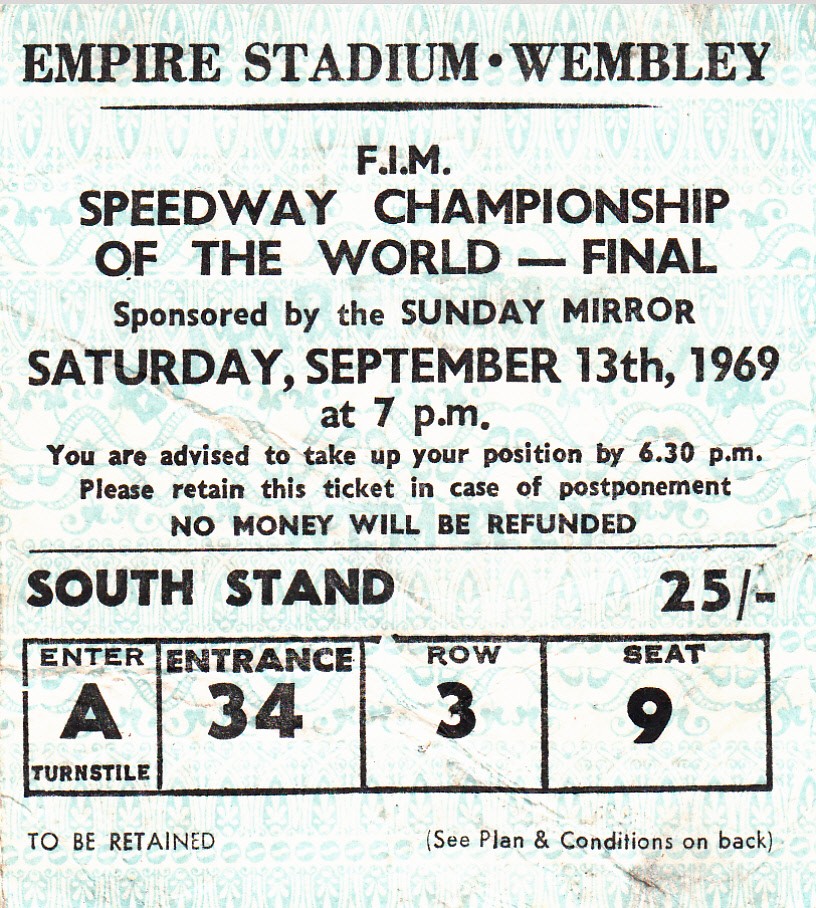 EMPIRE STADIUM • WEMBLEY
F.I.M.
SPEEDWAY CHAMPIONSHIP
OF THE WORLD — FINAL
Sponsored by the SUNDAY MIRROR
SATURDAY, SEPTEMBER 13th, 1969
at 7 p.m.
You are advised to take up your position by 6.30 p.m.
Please retain this ticket in case of postponement
NO MONEY WILL BE REFUNDED
SOUTH STAND 25/-
ENTER ENTRANCE ROW SEAT
A 34 3 9
TURNSTILE
TO BE RETAINED (See Plan & Conditions on back)